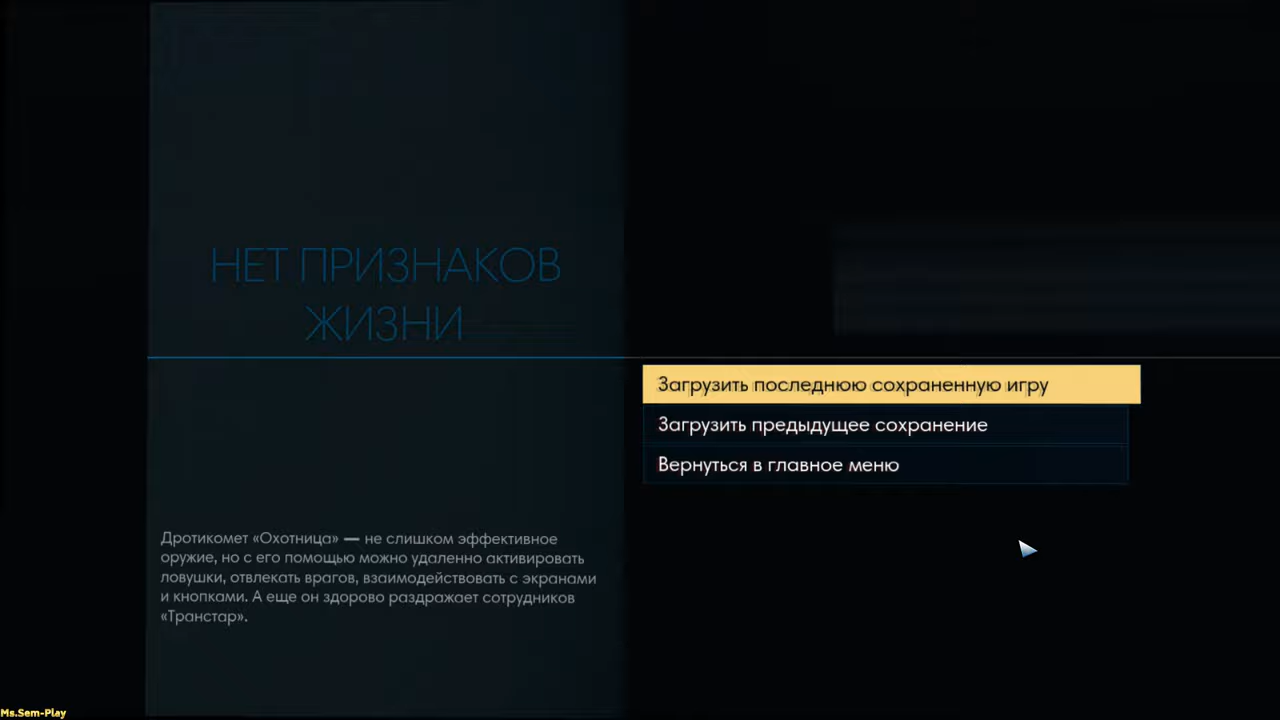 НЕТ ПРИЗНАКОВ
ЖИЗНИ
Загрузить последнюю сохраненную игру
Загрузить предыдущее сохранение
Вернуться в главное меню
Дротикомет «Охотница» — не слишком эффективное
оружие, но с его помощью можно удаленно активировать
ловушки, отвлекать врагов, взаимодействовать с экранами
и кнопками. А еще он здорово раздражает сотрудников
«Транстар».
Ms.Sem-Play